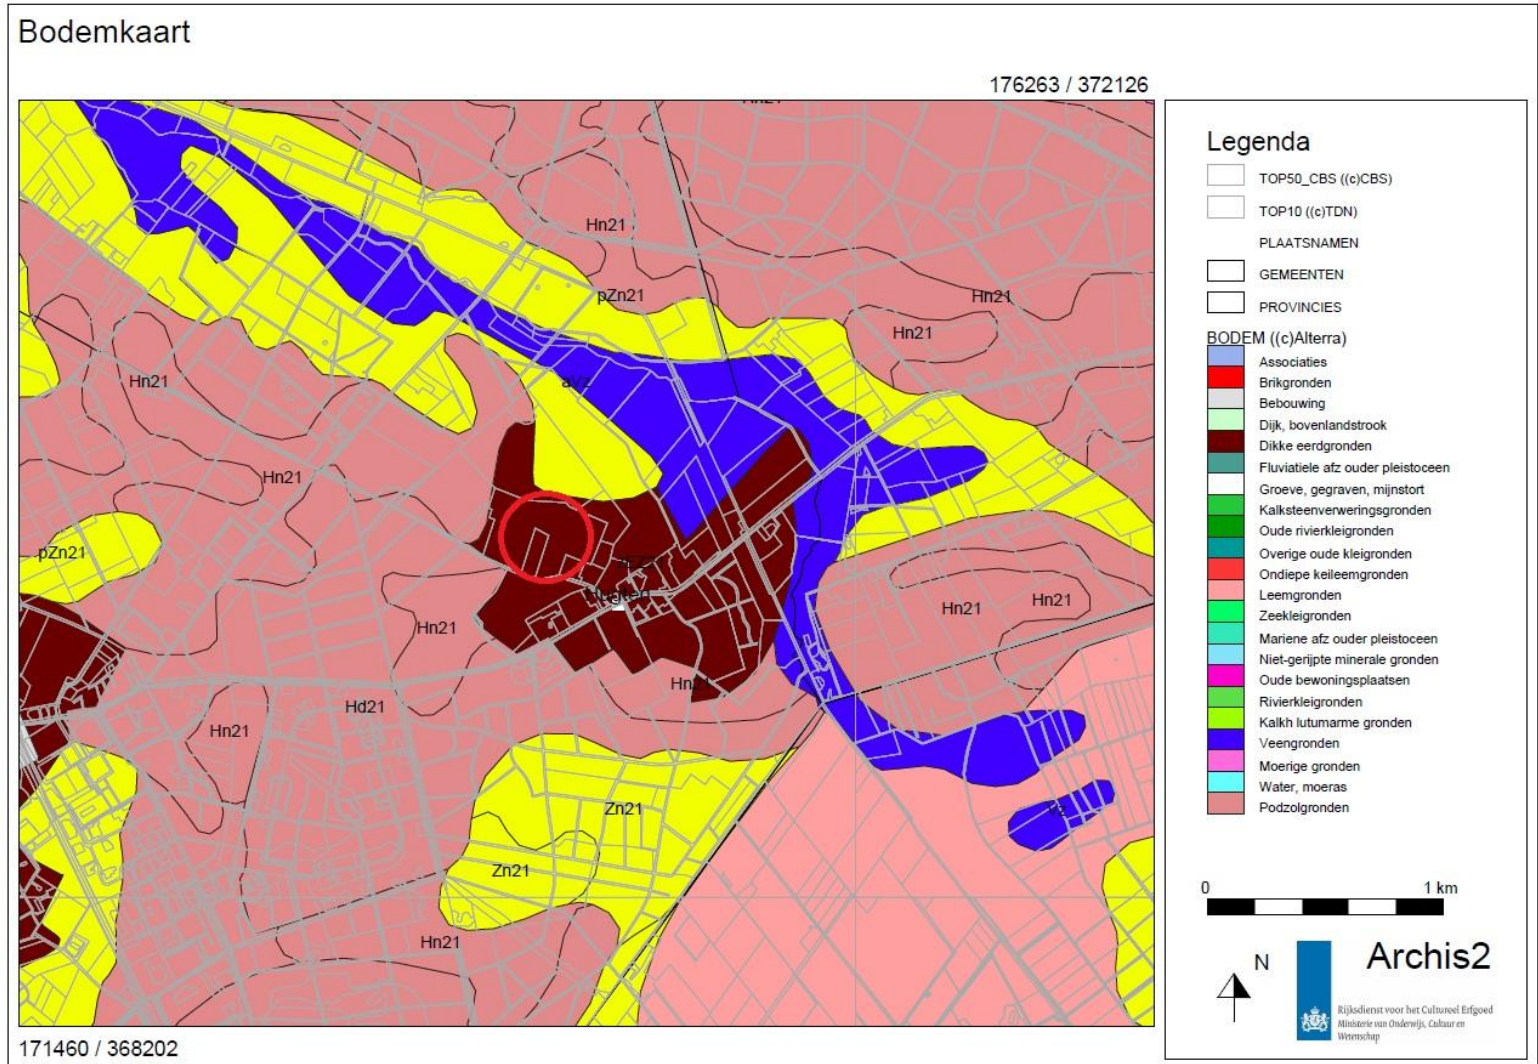 Bodemkaart
176263 / 372126
Hn21
Hn21
pZn21
Hn21
Hn21
Hn21
aVz
Hn21
pZn21
Hn21
Hn21
Hn21
Hn21
Hd21
Hn21
Zn21
Vz
Zn21
Hn21
171460 / 368202
Legenda
TOP50_CBS ((c)CBS)
TOP10 ((c)TDN)
PLAATSNAMEN
GEMEENTEN
PROVINCIES
BODEM ((c)Alterra)
Associaties
Brikgronden
Bebouwing
Dijk, bovenlandstrook
Dikke eerdgronden
Fluviatiele afz ouder pleistoceen
Groeve, gegraven, mijnstort
Kalksteenverweringsgronden
Oude rivierkleigronden
Overige oude kleigronden
Ondiepe keileemgronden
Leemgronden
Zeekleigronden
Mariene afz ouder pleistoceen
Niet-gerijpte minerale gronden
Oude bewoningsplaatsen
Rivierkleigronden
Kalkh lutumarme gronden
Veengronden
Moerige gronden
Water, moeras
Podzolgronden
0 1 km
N
Archis2
Rijksdienst voor het Cultureel Erfgoed
Ministerie van Onderwijs, Cultuur en
Wetenschap